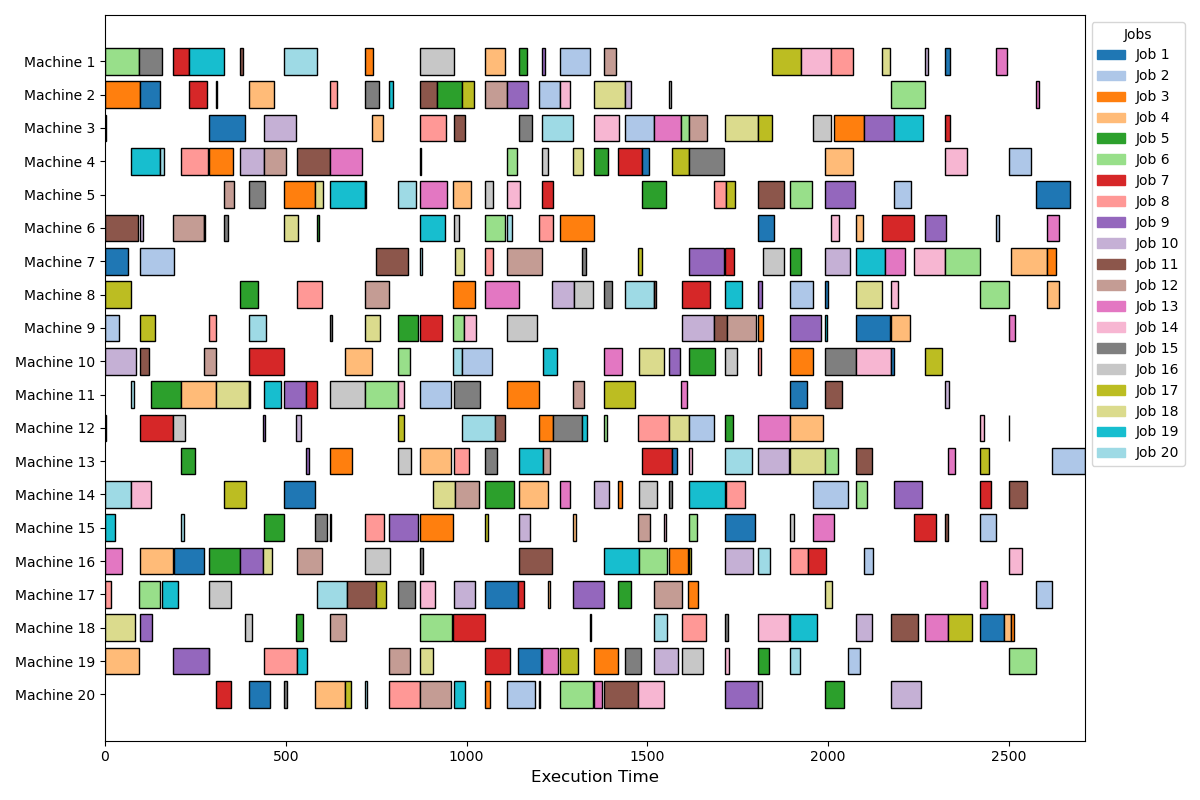 Machine 1
Machine 2
Machine 3
Machine 4
Machine 5
Machine 6
Machine 7
Machine 8
Machine 9
Machine 10
Machine 11
Machine 12
Machine 13
Machine 14
Machine 15
Machine 16
Machine 17
Machine 18
Machine 19
Machine 20
0 500 1000 1500 2000 2500
Execution Time
Jobs
Job 1
Job 2
Job 3
Job 4
Job 5
Job 6
Job 7
Job 8
Job 9
Job 10
Job 11
Job 12
Job 13
Job 14
Job 15
Job 16
Job 17
Job 18
Job 19
Job 20